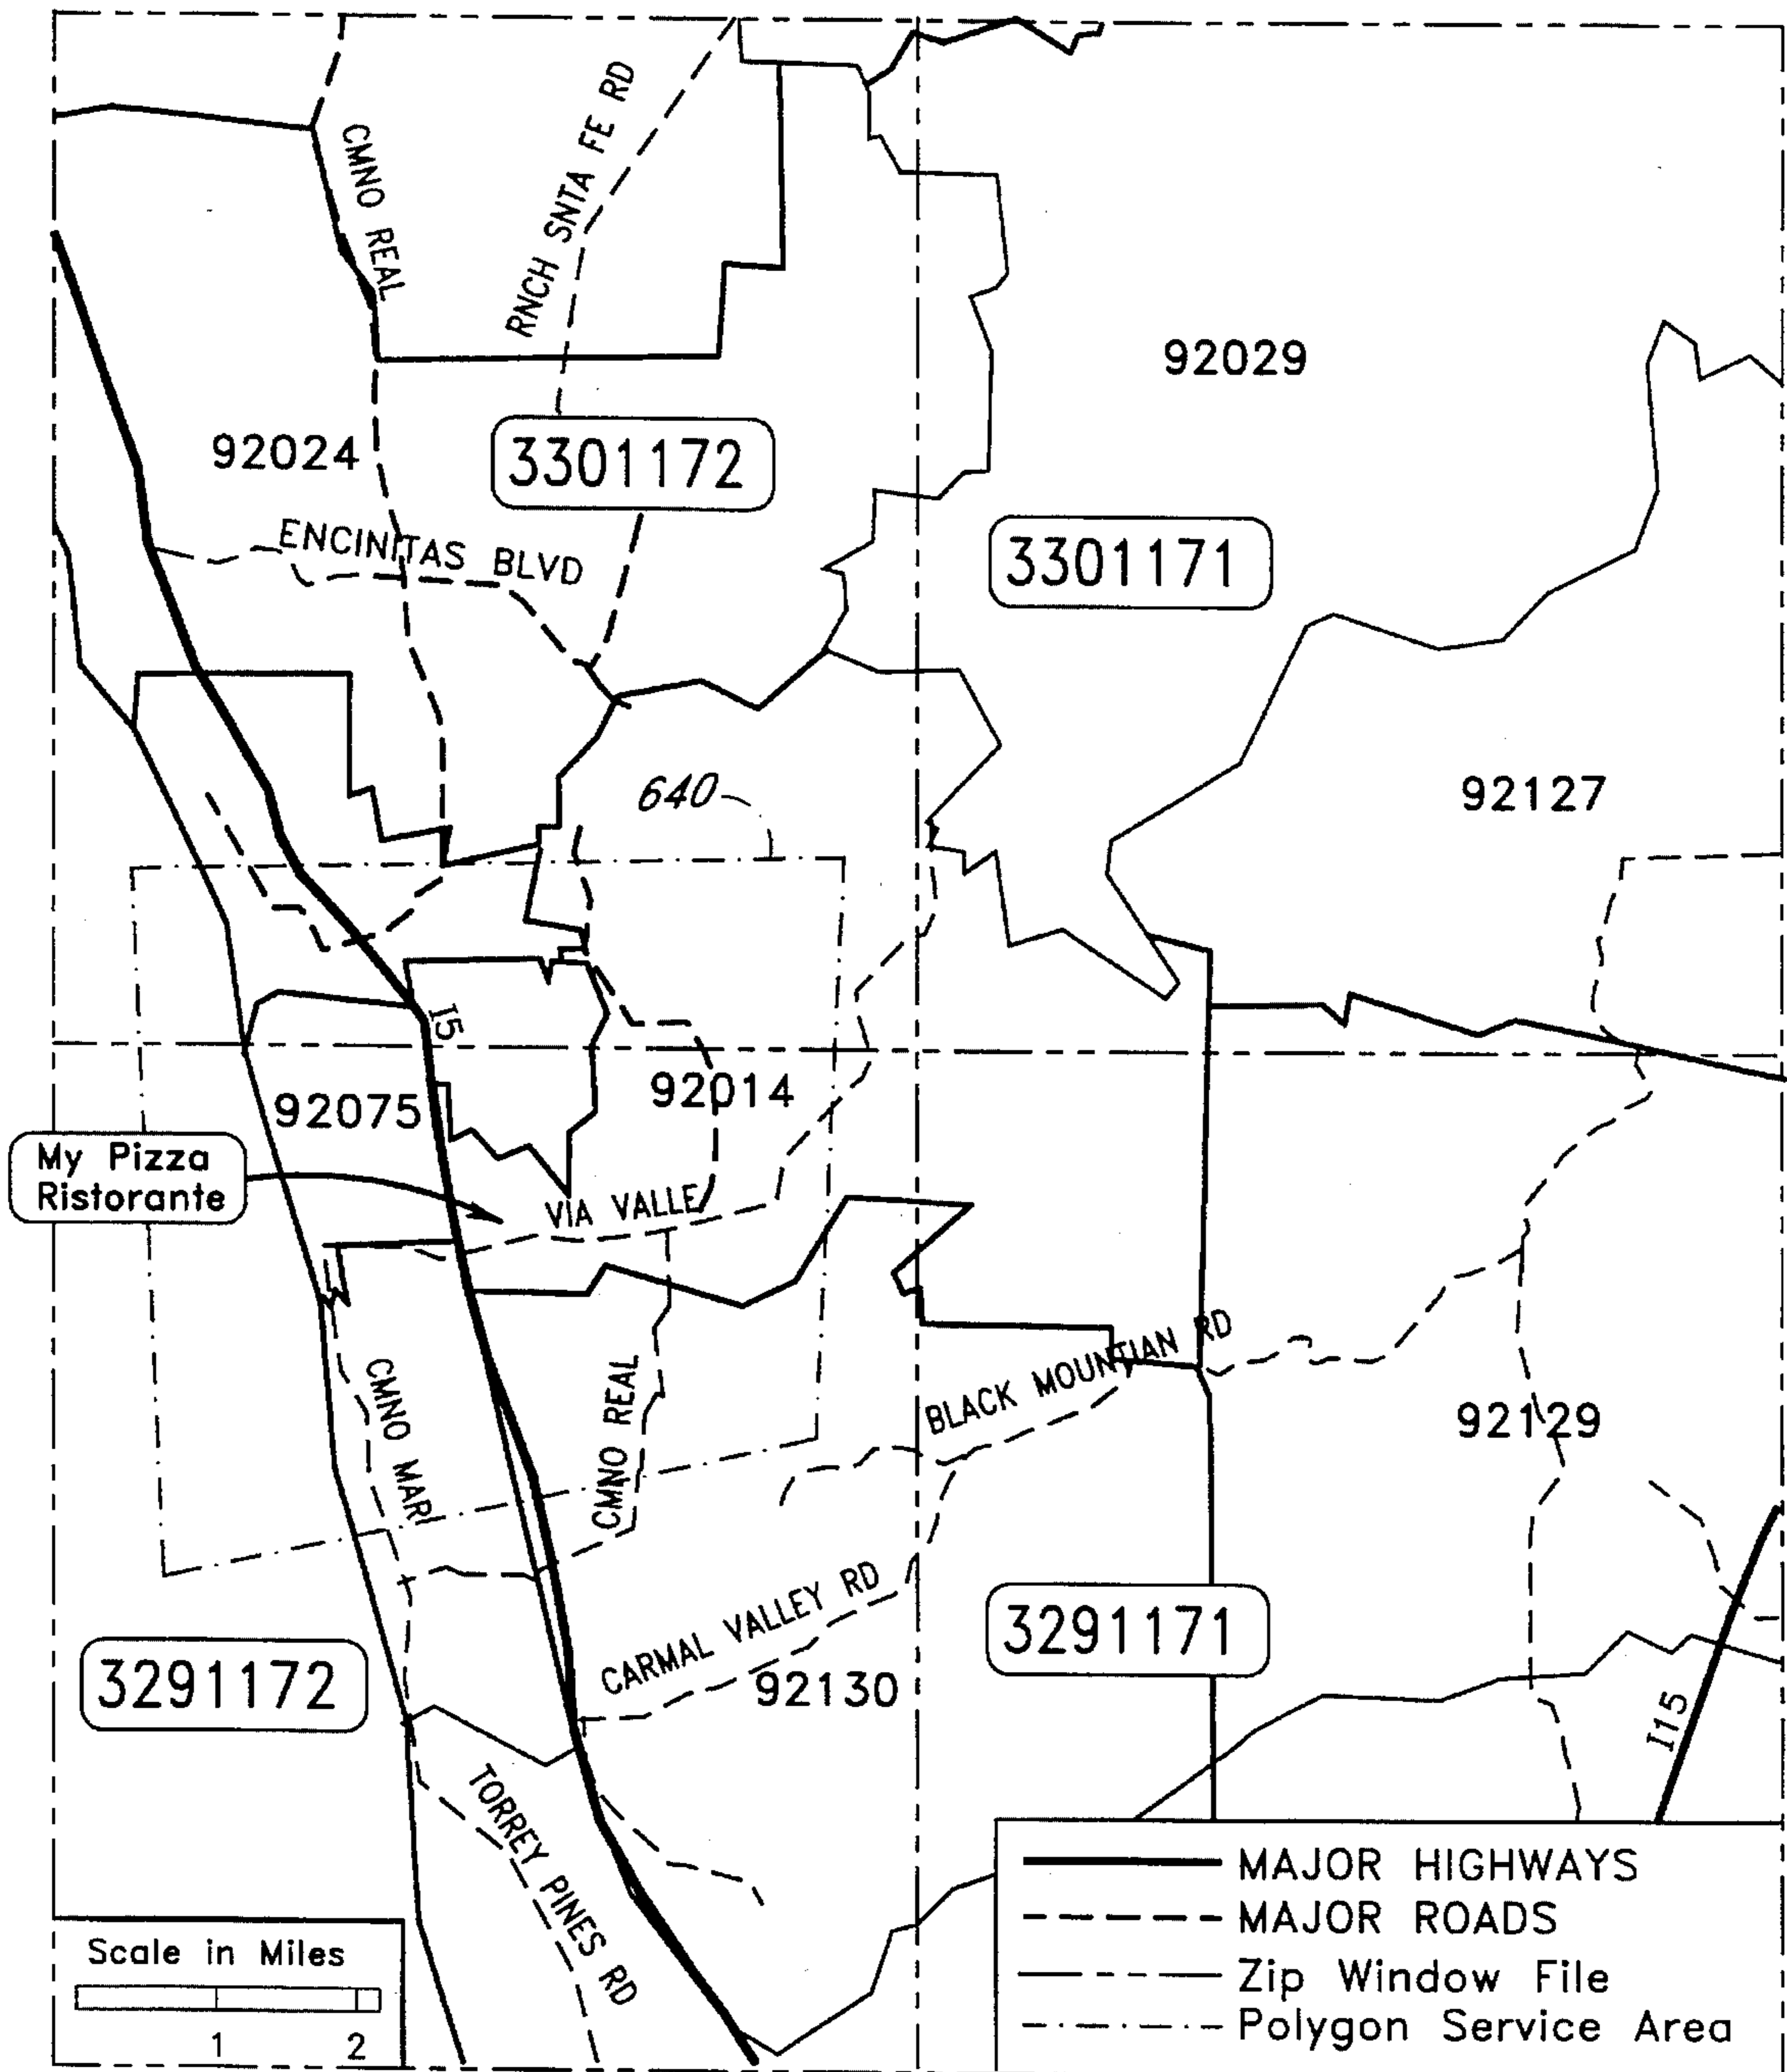 CMNO REAL
RNCH SNTA FE RD
92029
92024
3301172
ENCINITAS BLVD
3301171
640
92127
I5
92014
92075
My Pizza
Ristorante
VIA VALLE
CMNO MAR
CMNO REAL
BLACK MOUNTIAN RD
92129
CARMAL VALLEY RD
3291171
3291172
92130
I15
TORREY PINES RD
MAJOR HIGHWAYS
MAJOR ROADS
Zip Window File
Polygon Service Area
Scale in Miles
1 2